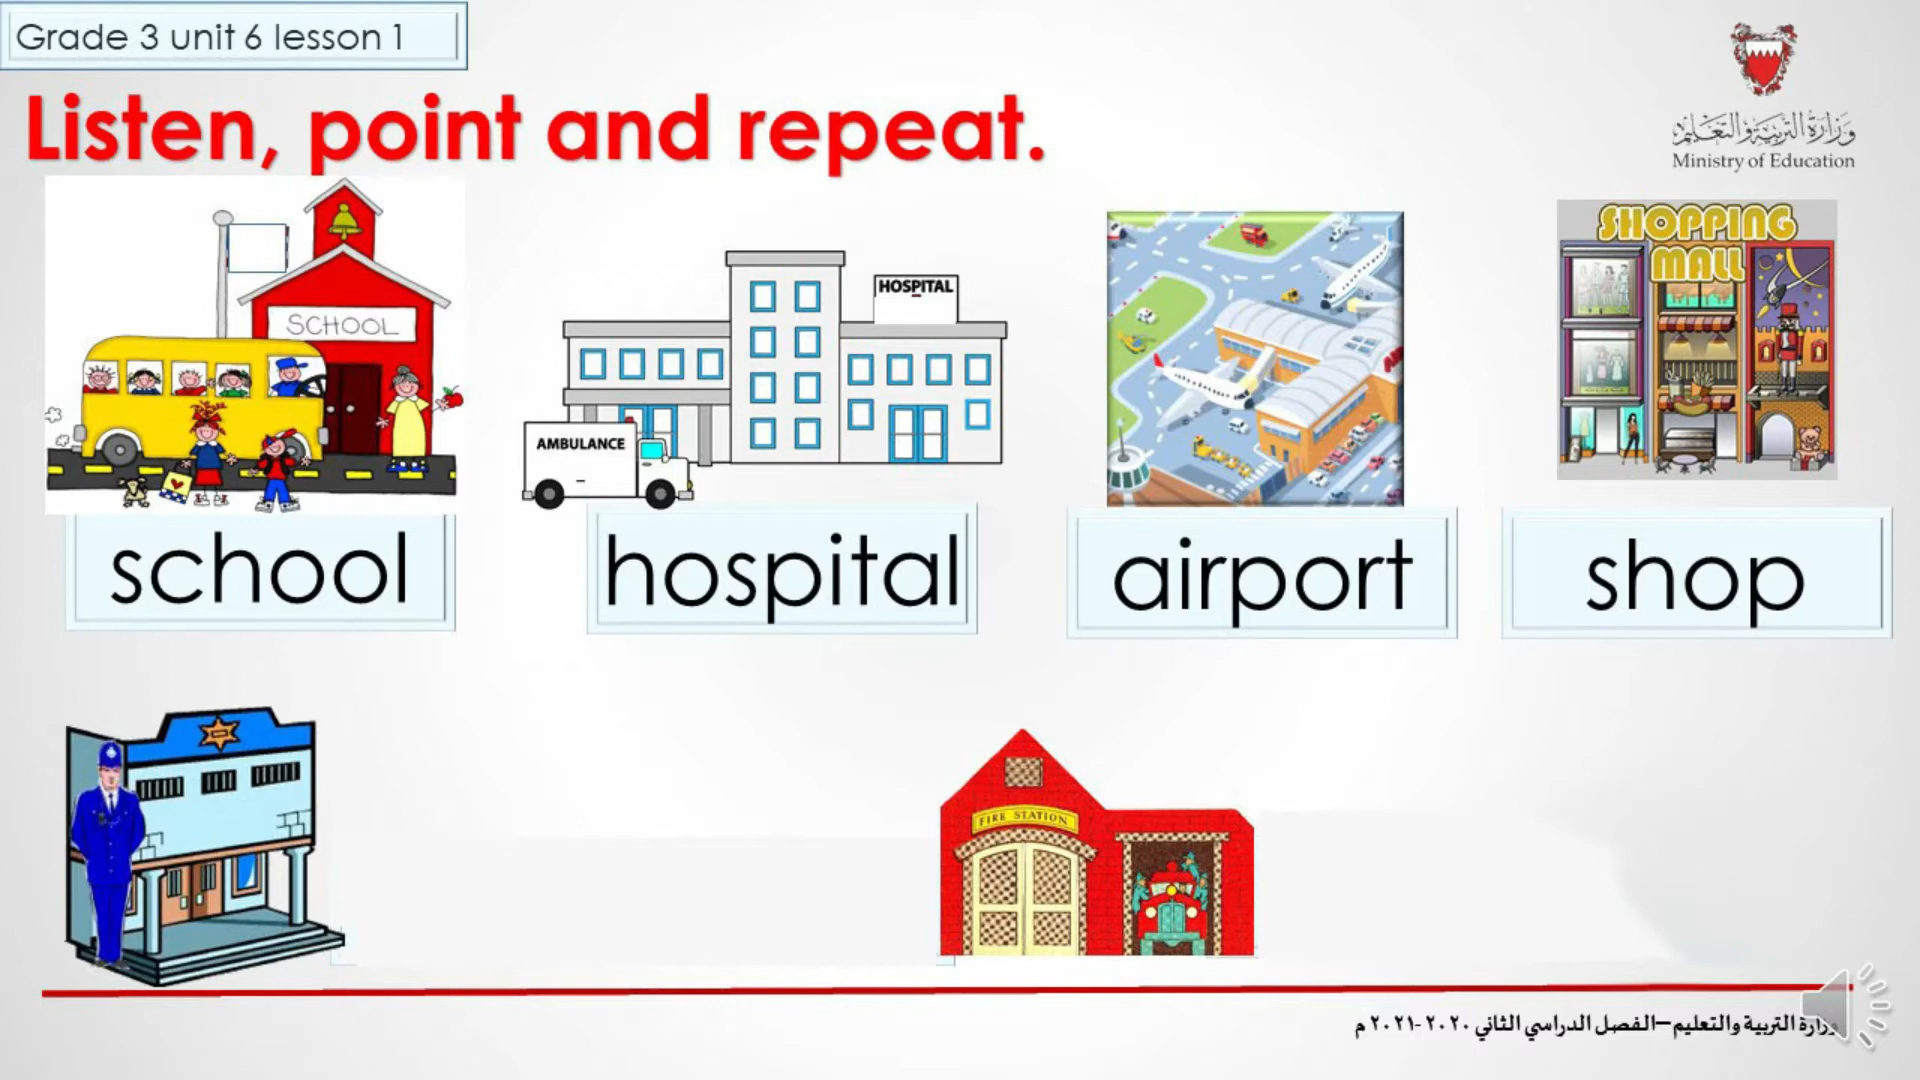 Grade 3 unit 6 lesson 1
Listen, point and repeat.
وزارة التربية والتعليم
Ministry of Education
SCHOOL
HOSPITAL
AMBULANCE
SHOPPING
MALL
school
hospital
airport
shop
FIRE STATION
وزارة التربية والتعليم–الفصل الدراسي الثاني ٢٠٢٠-٢٠٢١ م